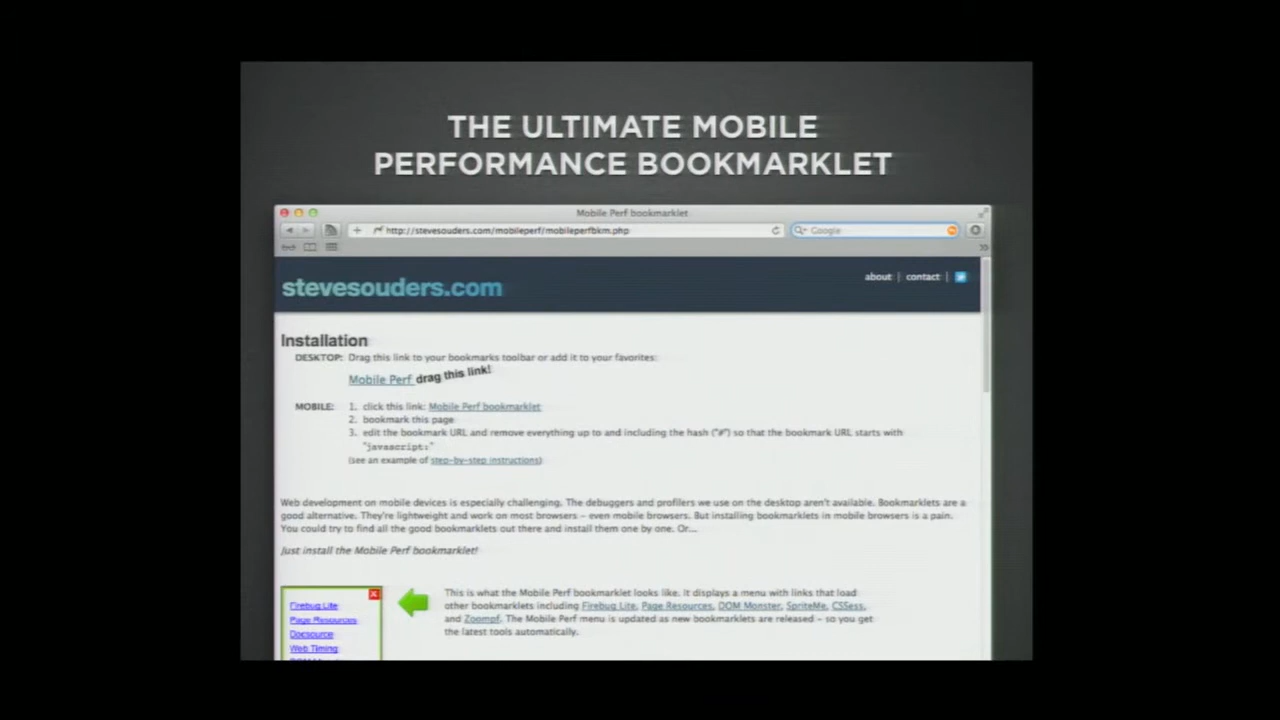 THE ULTIMATE MOBILE
PERFORMANCE BOOKMARKLET
Mobile Perf bookmarklet
http://stevesouders.com/mobileperf/mobileperfbkm.php
Google
about | contact |
stevesouders.com
Installation
DESKTOP: Drag this link to your bookmarks toolbar or add it to your favorites:
Mobile Perf drag this link!
MOBILE: 1. click this link: Mobile Perf bookmarklet
2. bookmark this page
3. edit the bookmark URL and remove everything up to and including the hash ("#") so that the bookmark URL starts with
"javascript:"
(see an example of step-by-step instructions)
Web development on mobile devices is especially challenging. The debuggers and profilers we use on the desktop aren't available. Bookmarklets are a
good alternative. They're lightweight and work on most browsers – even mobile browsers. But installing bookmarklets in mobile browsers is a pain.
You could try to find all the good bookmarklets out there and install them one by one. Or...
Just install the Mobile Perf bookmarklet!
This is what the Mobile Perf bookmarklet looks like. It displays a menu with links that load
other bookmarklets including Firebug Lite, Page Resources, DOM Monster, SpriteMe, CSSess,
and Zoompf. The Mobile Perf menu is updated as new bookmarklets are released – so you get
the latest tools automatically.
Firebug Lite
Page Resources
Docsource
Web Timing